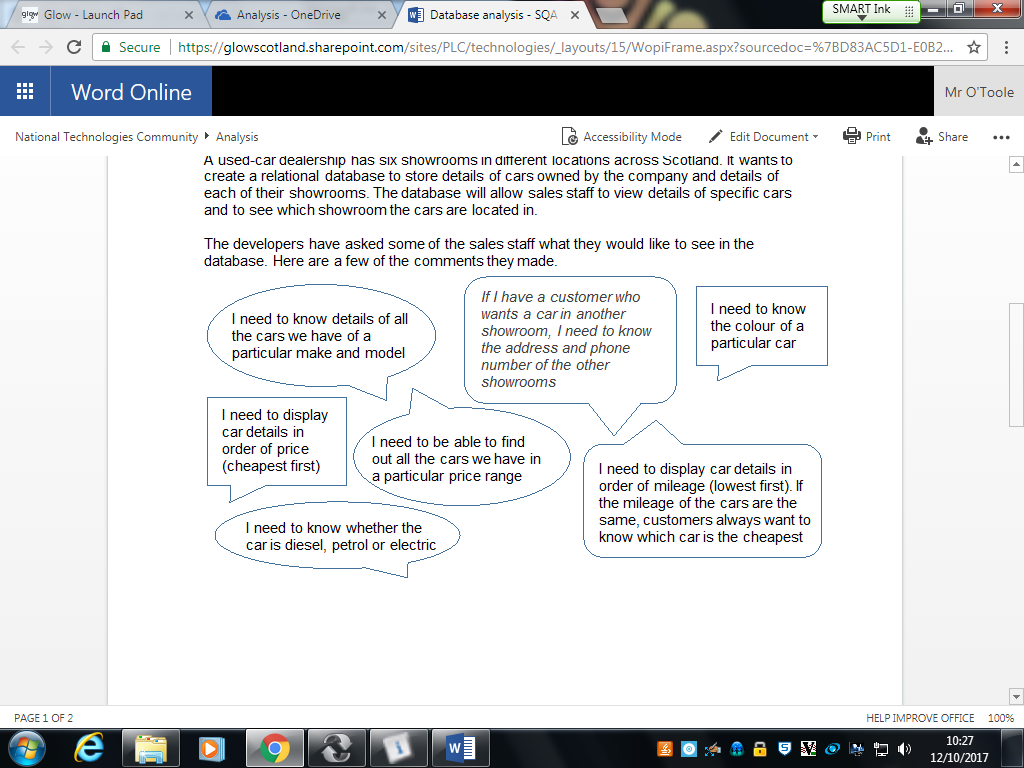 glow Glow - Launch Pad
Analysis - OneDrive
Database analysis - SQA
SMART Ink
Secure
https://glowscotland.sharepoint.com/sites/PLC/technologies/_layouts/15/WopiFrame.aspx?sourcedoc=%7BD83AC5D1-E0B2...
Word Online
Mr O'Toole
National Technologies Community
Analysis
Accessibility Mode
Edit Document
Print
Share
A used-car dealership has six showrooms in different locations across Scotland. It wants to
create a relational database to store details of cars owned by the company and details of
each of their showrooms. The database will allow sales staff to view details of specific cars
and to see which showroom the cars are located in.
The developers have asked some of the sales staff what they would like to see in the
database. Here are a few of the comments they made.
I need to know details of all
the cars we have of a
particular make and model
If I have a customer who
wants a car in another
showroom, I need to know
the address and phone
number of the other
showrooms
I need to know
the colour of a
particular car
I need to display
car details in
order of price
(cheapest first)
I need to be able to find
out all the cars we have in
a particular price range
I need to display car details in
order of mileage (lowest first). If
the mileage of the cars are the
same, customers always want to
know which car is the cheapest
I need to know whether the
car is diesel, petrol or electric
PAGE 1 OF 2
HELP IMPROVE OFFICE
100%
10:27
12/10/2017